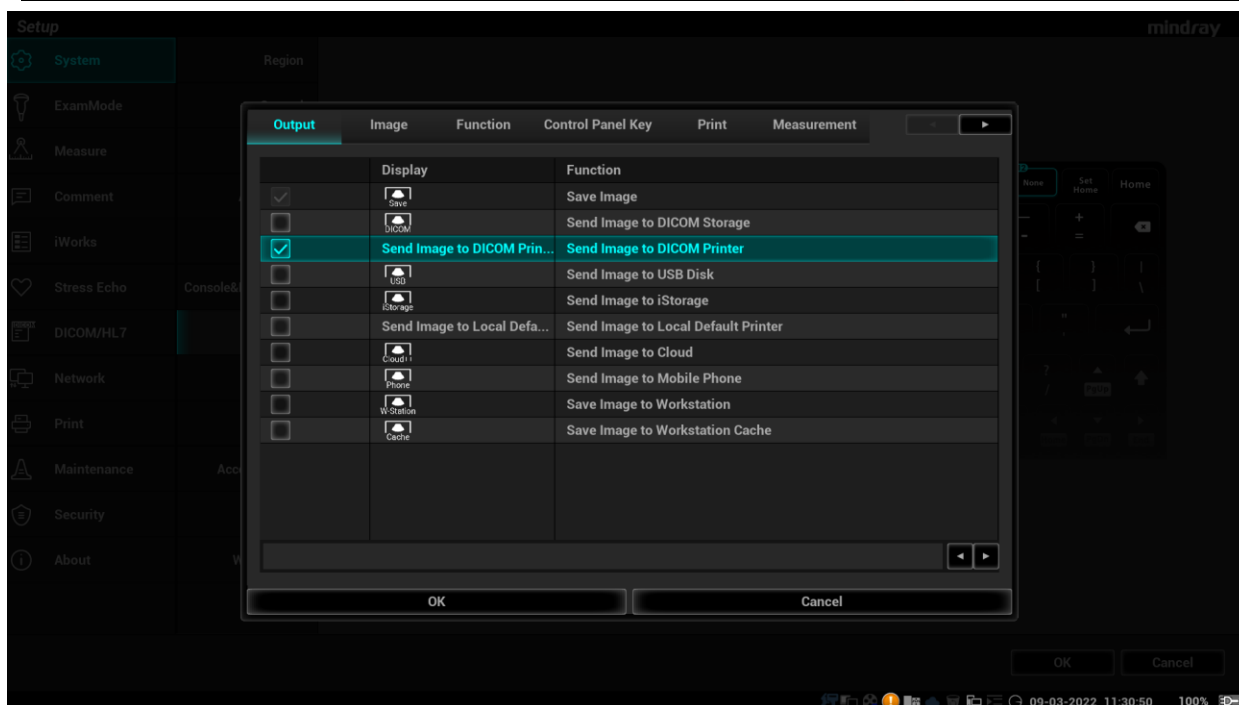 Setup
mindray
System
Region
ExamMode
Measure
Comment
iWorks
Stress Echo
Console&
DICOM/HL7
Network
Print
Maintenance
Acc
Security
About
W
Output Image Function Control Panel Key Print Measurement
Display Function
Save Save Image
DICOM Send Image to DICOM Storage
Send Image to DICOM Prin... Send Image to DICOM Printer
USB Send Image to USB Disk
iStorage Send Image to iStorage
Send Image to Local Defa... Send Image to Local Default Printer
Send Image to Cloud
Phone Send Image to Mobile Phone
W-Station Save Image to Workstation
Cache Save Image to Workstation Cache
OK Cancel
None Set Home Home
- + =
{ [ } ] | \
" '
? /
OK Cancel
09-03-2022 11:30:50 100%